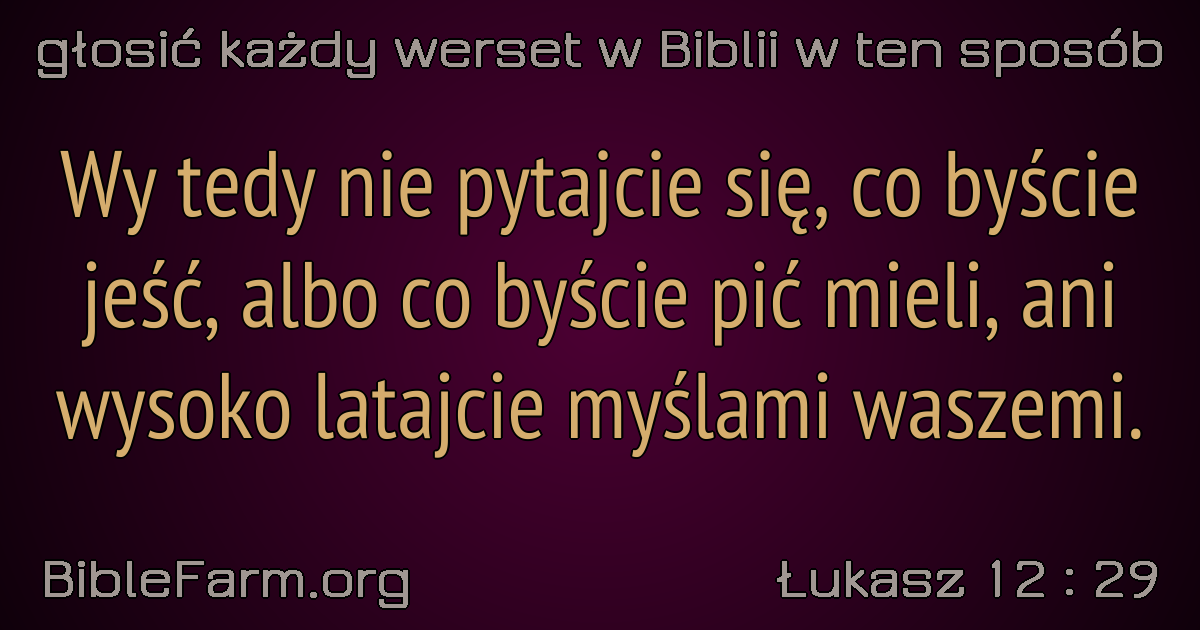 głosić każdy werset w Biblii w ten sposób
Wy tedy nie pytajcie się, co byście
jeść, albo co byście pić mieli, ani
wysoko latajcie myślami waszemi.
BibleFarm.org
Łukasz 12 : 29